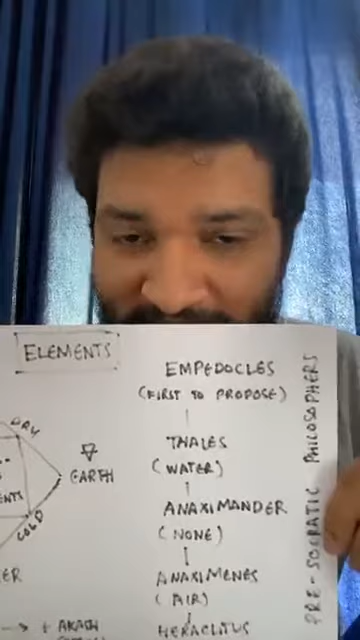 ELEMENTS
DRY
EARTH
COLD
+ AKASH
EMPEDOCLES
(FIRST TO PROPOSE)
THALES
(WATER)
ANAXIMANDER
(NONE)
ANAXIMENES
(AIR)
HERACLITUS
PRE-SOCRATIC PHILOSOPHERS